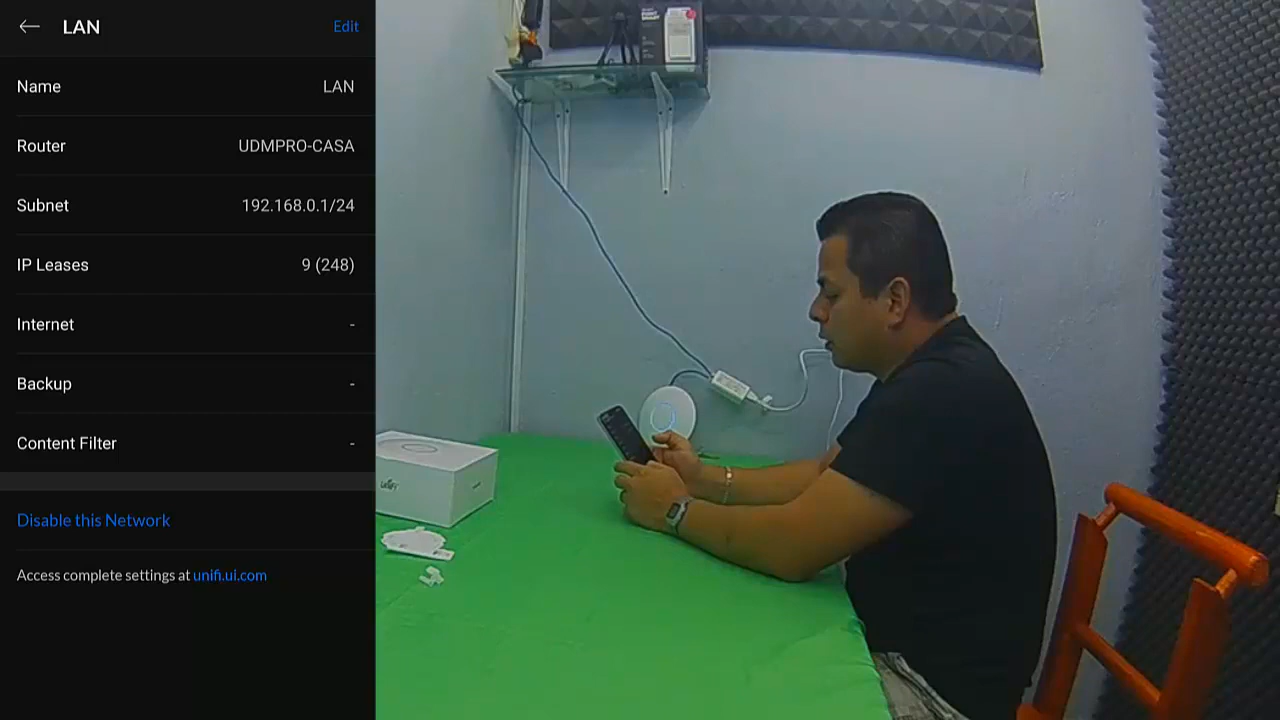 LAN
Edit
Name LAN
Router UDMPRO-CASA
Subnet 192.168.0.1/24
IP Leases 9 (248)
Internet -
Backup -
Content Filter -
Disable this Network
Access complete settings at unifi.ui.com
UniFi